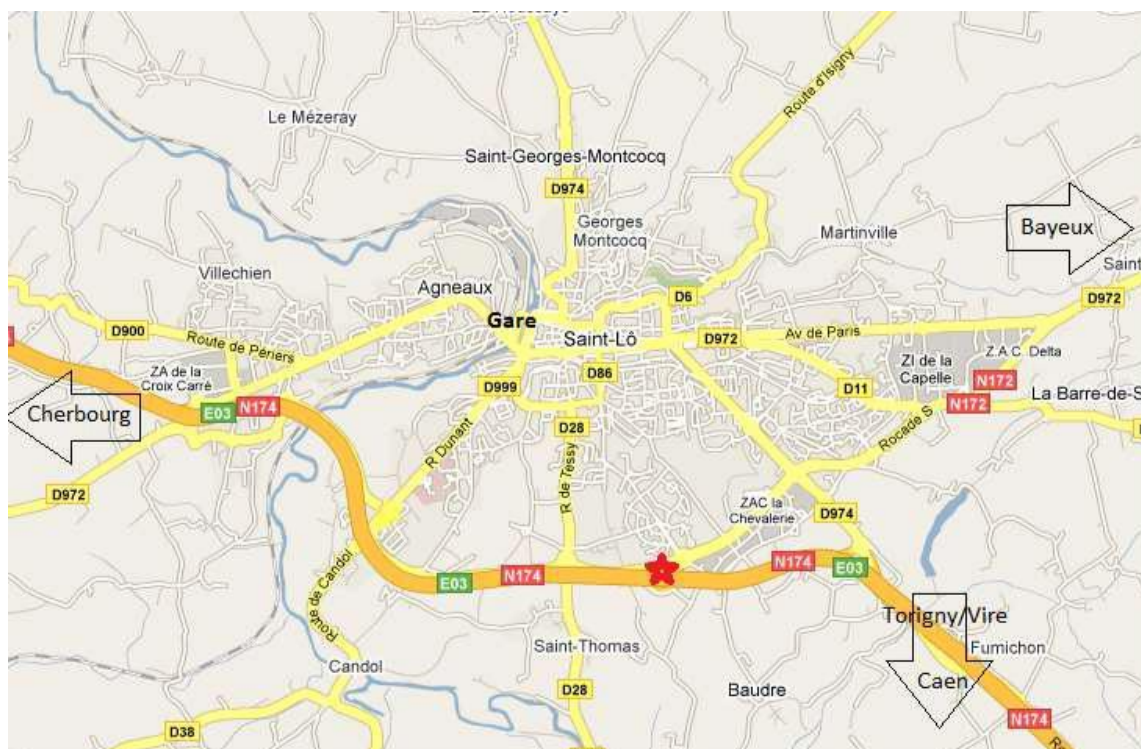 Le Mézeray
Route d'Isigny
Saint-Georges-Montcocq
D974
Georges
Montcocq
Martinville
Bayeux
Villechien
Agneaux
Saint
D972
D6
D900
Route de Périers
Gare
Saint-Lô
D972
Av de Paris
ZA de la
Croix Carré
D999
D86
ZI de la
Capelle
Z.A.C. Delta
N172
D11
N172
La Barre-de-S
Cherbourg
E03
N174
D28
Rocade S
R Dunant
R de Tessy
D972
ZAC la
Chevalerie
D974
Route de Candol
E03
N174
N174
E03
Torigny/Vire
Saint-Thomas
Fumichon
Candol
D28
Baudre
Caen
D38
N174